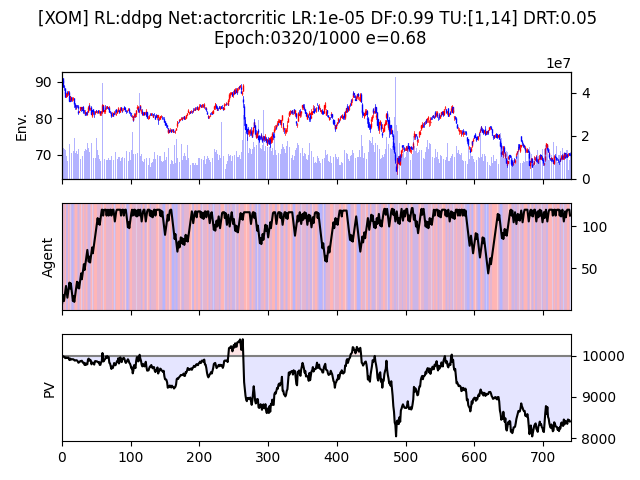 [XOM] RL:ddpg Net:actorcritic LR:1e-05 DF:0.99 TU:[1,14] DRT:0.05
Epoch:0320/1000 e=0.68
1e7
90
80
70
Env.
4
2
0
Agent
100
50
PV
10000
9000
8000
0 100 200 300 400 500 600 700